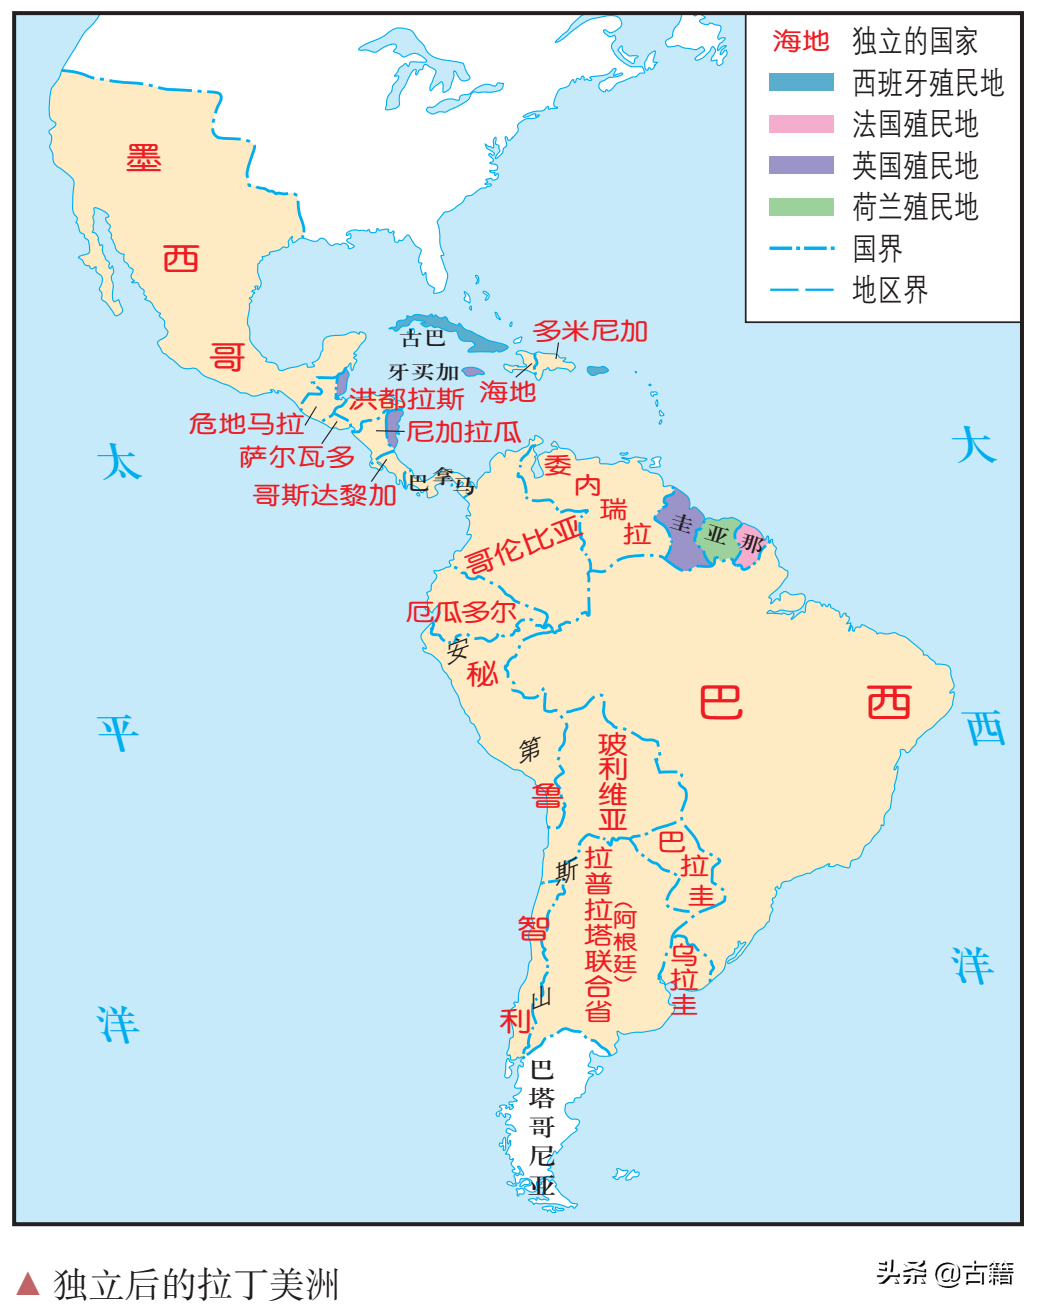 海地 独立的国家
西班牙殖民地
法国殖民地
英国殖民地
荷兰殖民地
国界
地区界
墨西哥
古巴
多米尼加
牙买加
海地
洪都拉斯
危地马拉
尼加拉瓜
萨尔瓦多
哥斯达黎加
巴拿马
委内瑞拉
圭亚那
哥伦比亚
厄瓜多尔
秘鲁
安第斯山
巴西
玻利维亚
巴拉圭
拉普拉塔联合省
(阿根廷)
乌拉圭
智利
巴塔哥尼亚
太平洋
大西洋
▲ 独立后的拉丁美洲
头条 @古籍